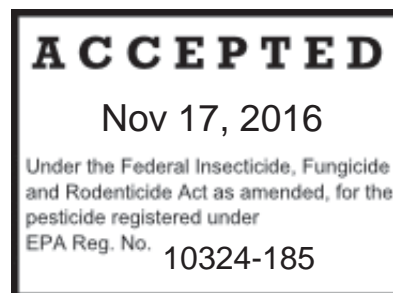 ACCEPTED
Nov 17, 2016
Under the Federal Insecticide, Fungicide
and Rodenticide Act as amended, for the
pesticide registered under
EPA Reg. No. 10324-185